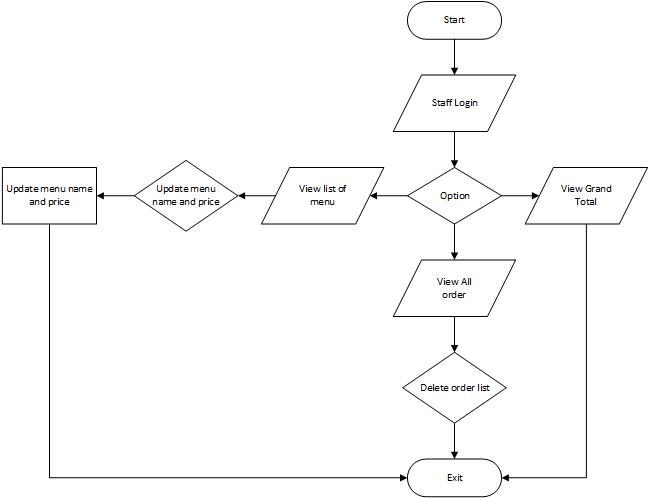 Start
Staff Login
Update menu name
and price
Update menu
name and price
View list of
menu
Option
View Grand
Total
View All
order
Delete order list
Exit